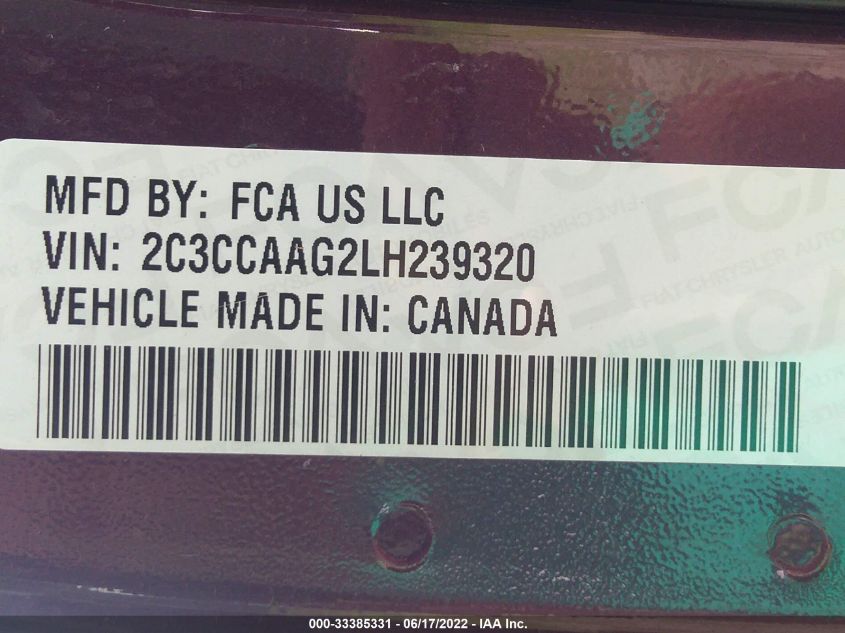 MFD BY: FCA US LLC
VIN: 2C3CCAAG2LH239320
VEHICLE MADE IN: CANADA
000-33385331 - 06/17/2022 - IAA Inc.